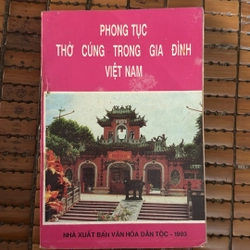 PHONG TỤC
THỜ CÚNG TRONG GIA ĐÌNH
VIỆT NAM
NHÀ XUẤT BẢN VĂN HÓA DÂN TỘC - 1993